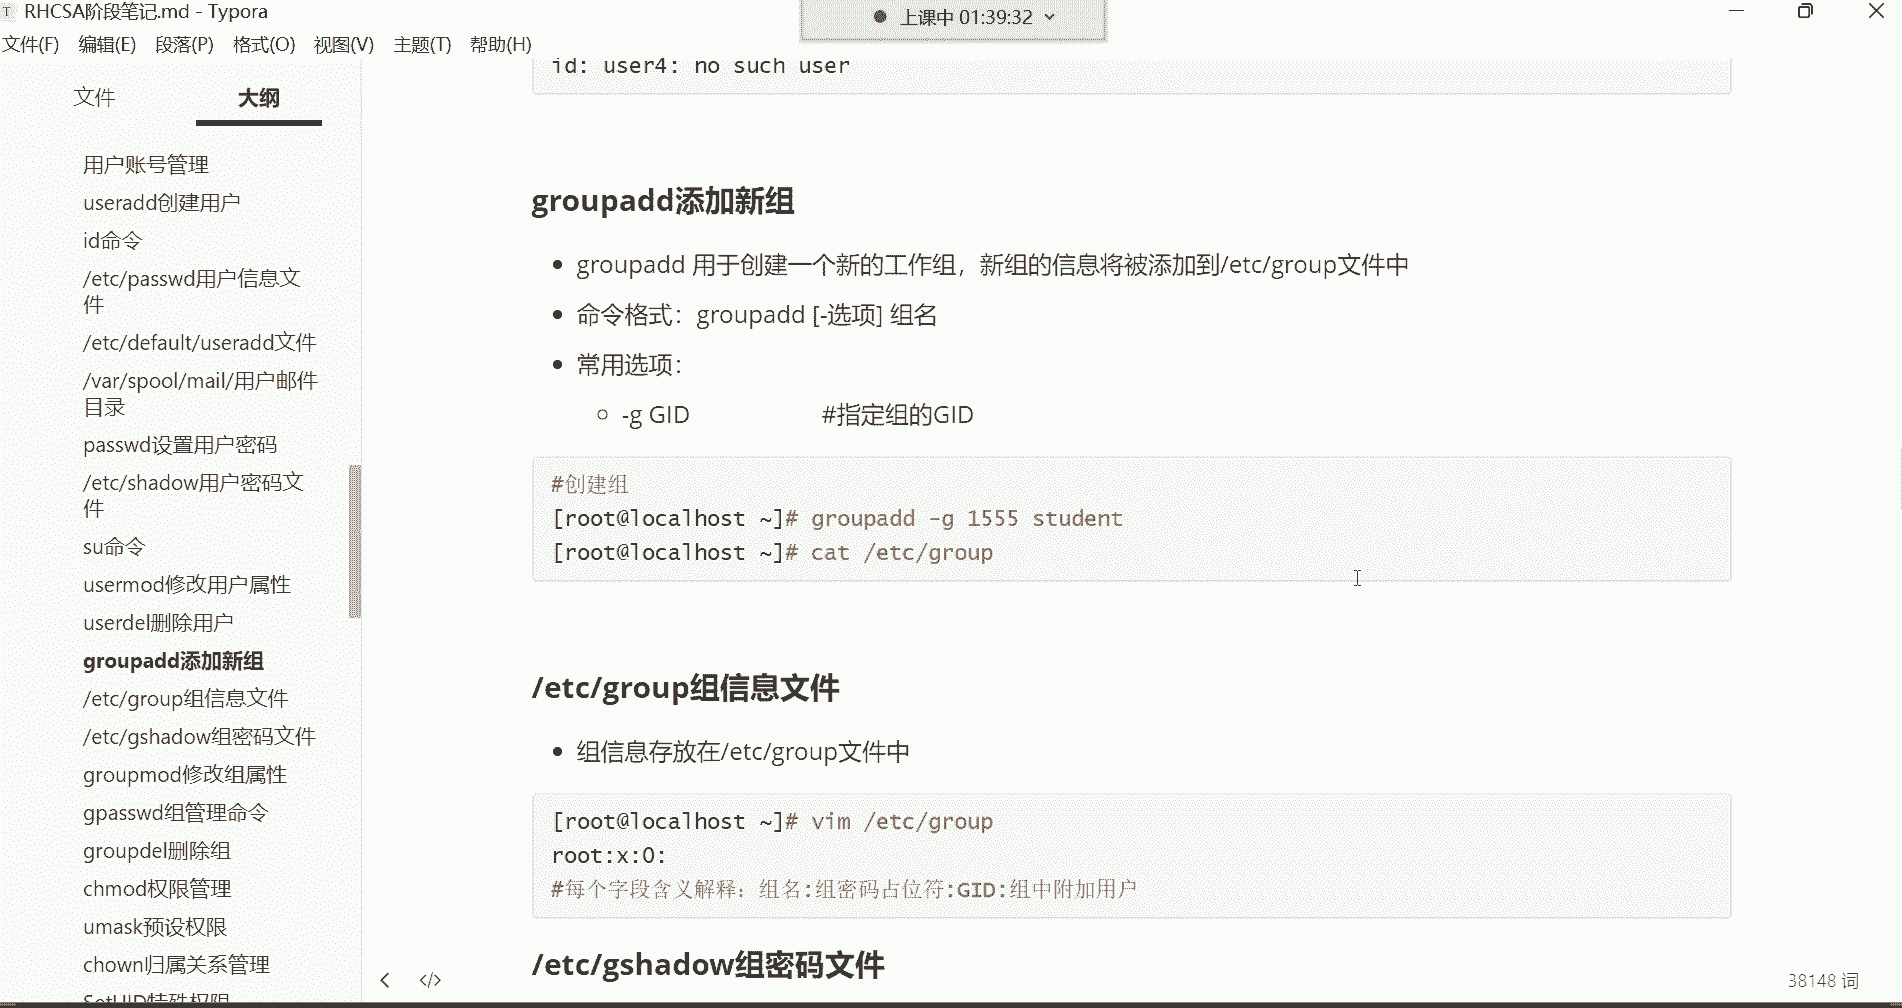 RHCSA阶段笔记.md - Typora
上课中 01:39:32
文件(F) 编辑(E) 段落(P) 格式(O) 视图(V) 主题(T) 帮助(H)
文件 大纲
用户账号管理
useradd创建用户
id命令
/etc/passwd用户信息文
件
/etc/default/useradd文件
/var/spool/mail/用户邮件
目录
passwd设置用户密码
/etc/shadow用户密码文
件
su命令
usermod修改用户属性
userdel删除用户
groupadd添加新组
/etc/group组信息文件
/etc/gshadow组密码文件
groupmod修改组属性
gpasswd组管理命令
groupdel删除组
chmod权限管理
umask预设权限
chown归属关系管理
SetUID特殊权限
id: user4: no such user
groupadd添加新组
groupadd 用于创建一个新的工作组，新组的信息将被添加到/etc/group文件中
命令格式：groupadd [-选项] 组名
常用选项：
-g GID #指定组的GID
#创建组
[root@localhost ~]# groupadd -g 1555 student
[root@localhost ~]# cat /etc/group
/etc/group组信息文件
组信息存放在/etc/group文件中
[root@localhost ~]# vim /etc/group
root:x:0:
#每个字段含义解释：组名:组密码占位符:GID:组中附加用户
/etc/gshadow组密码文件
38148 词